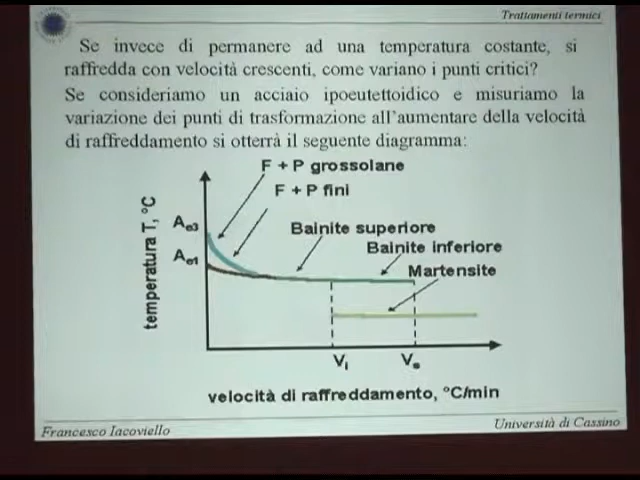 Trattamenti termici
Se invece di permanere ad una temperatura costante, si
raffredda con velocità crescenti, come variano i punti critici?
Se consideriamo un acciaio ipoeutettoidico e misuriamo la
variazione dei punti di trasformazione all'aumentare della velocità
di raffreddamento si otterrà il seguente diagramma:
F + P grossolane
F + P fini
Bainite superiore
Bainite inferiore
Martensite
temperatura T, °C
Ae3
Ae1
Vi
Vs
velocità di raffreddamento, °C/min
Francesco Iacoviello
Università di Cassino